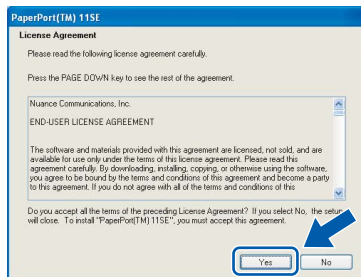 PaperPort(TM) 11SE
License Agreement
Please read the following license agreement carefully.
Press the PAGE DOWN key to see the rest of the agreement.
Nuance Communications, Inc.
END-USER LICENSE AGREEMENT
The software and materials provided with this agreement are licensed, not sold, and are
available for use only under the terms of this license agreement. Please read this
agreement carefully. By downloading, installing, copying, or otherwise using the software,
you agree to be bound by the terms and conditions of this agreement and become a party
to this agreement. If you do not agree with all of the terms and conditions of this
Do you accept all the terms of the preceding License Agreement? If you select No, the setup
will close. To install "PaperPort(TM) 11SE", you must accept this agreement.
Yes
No